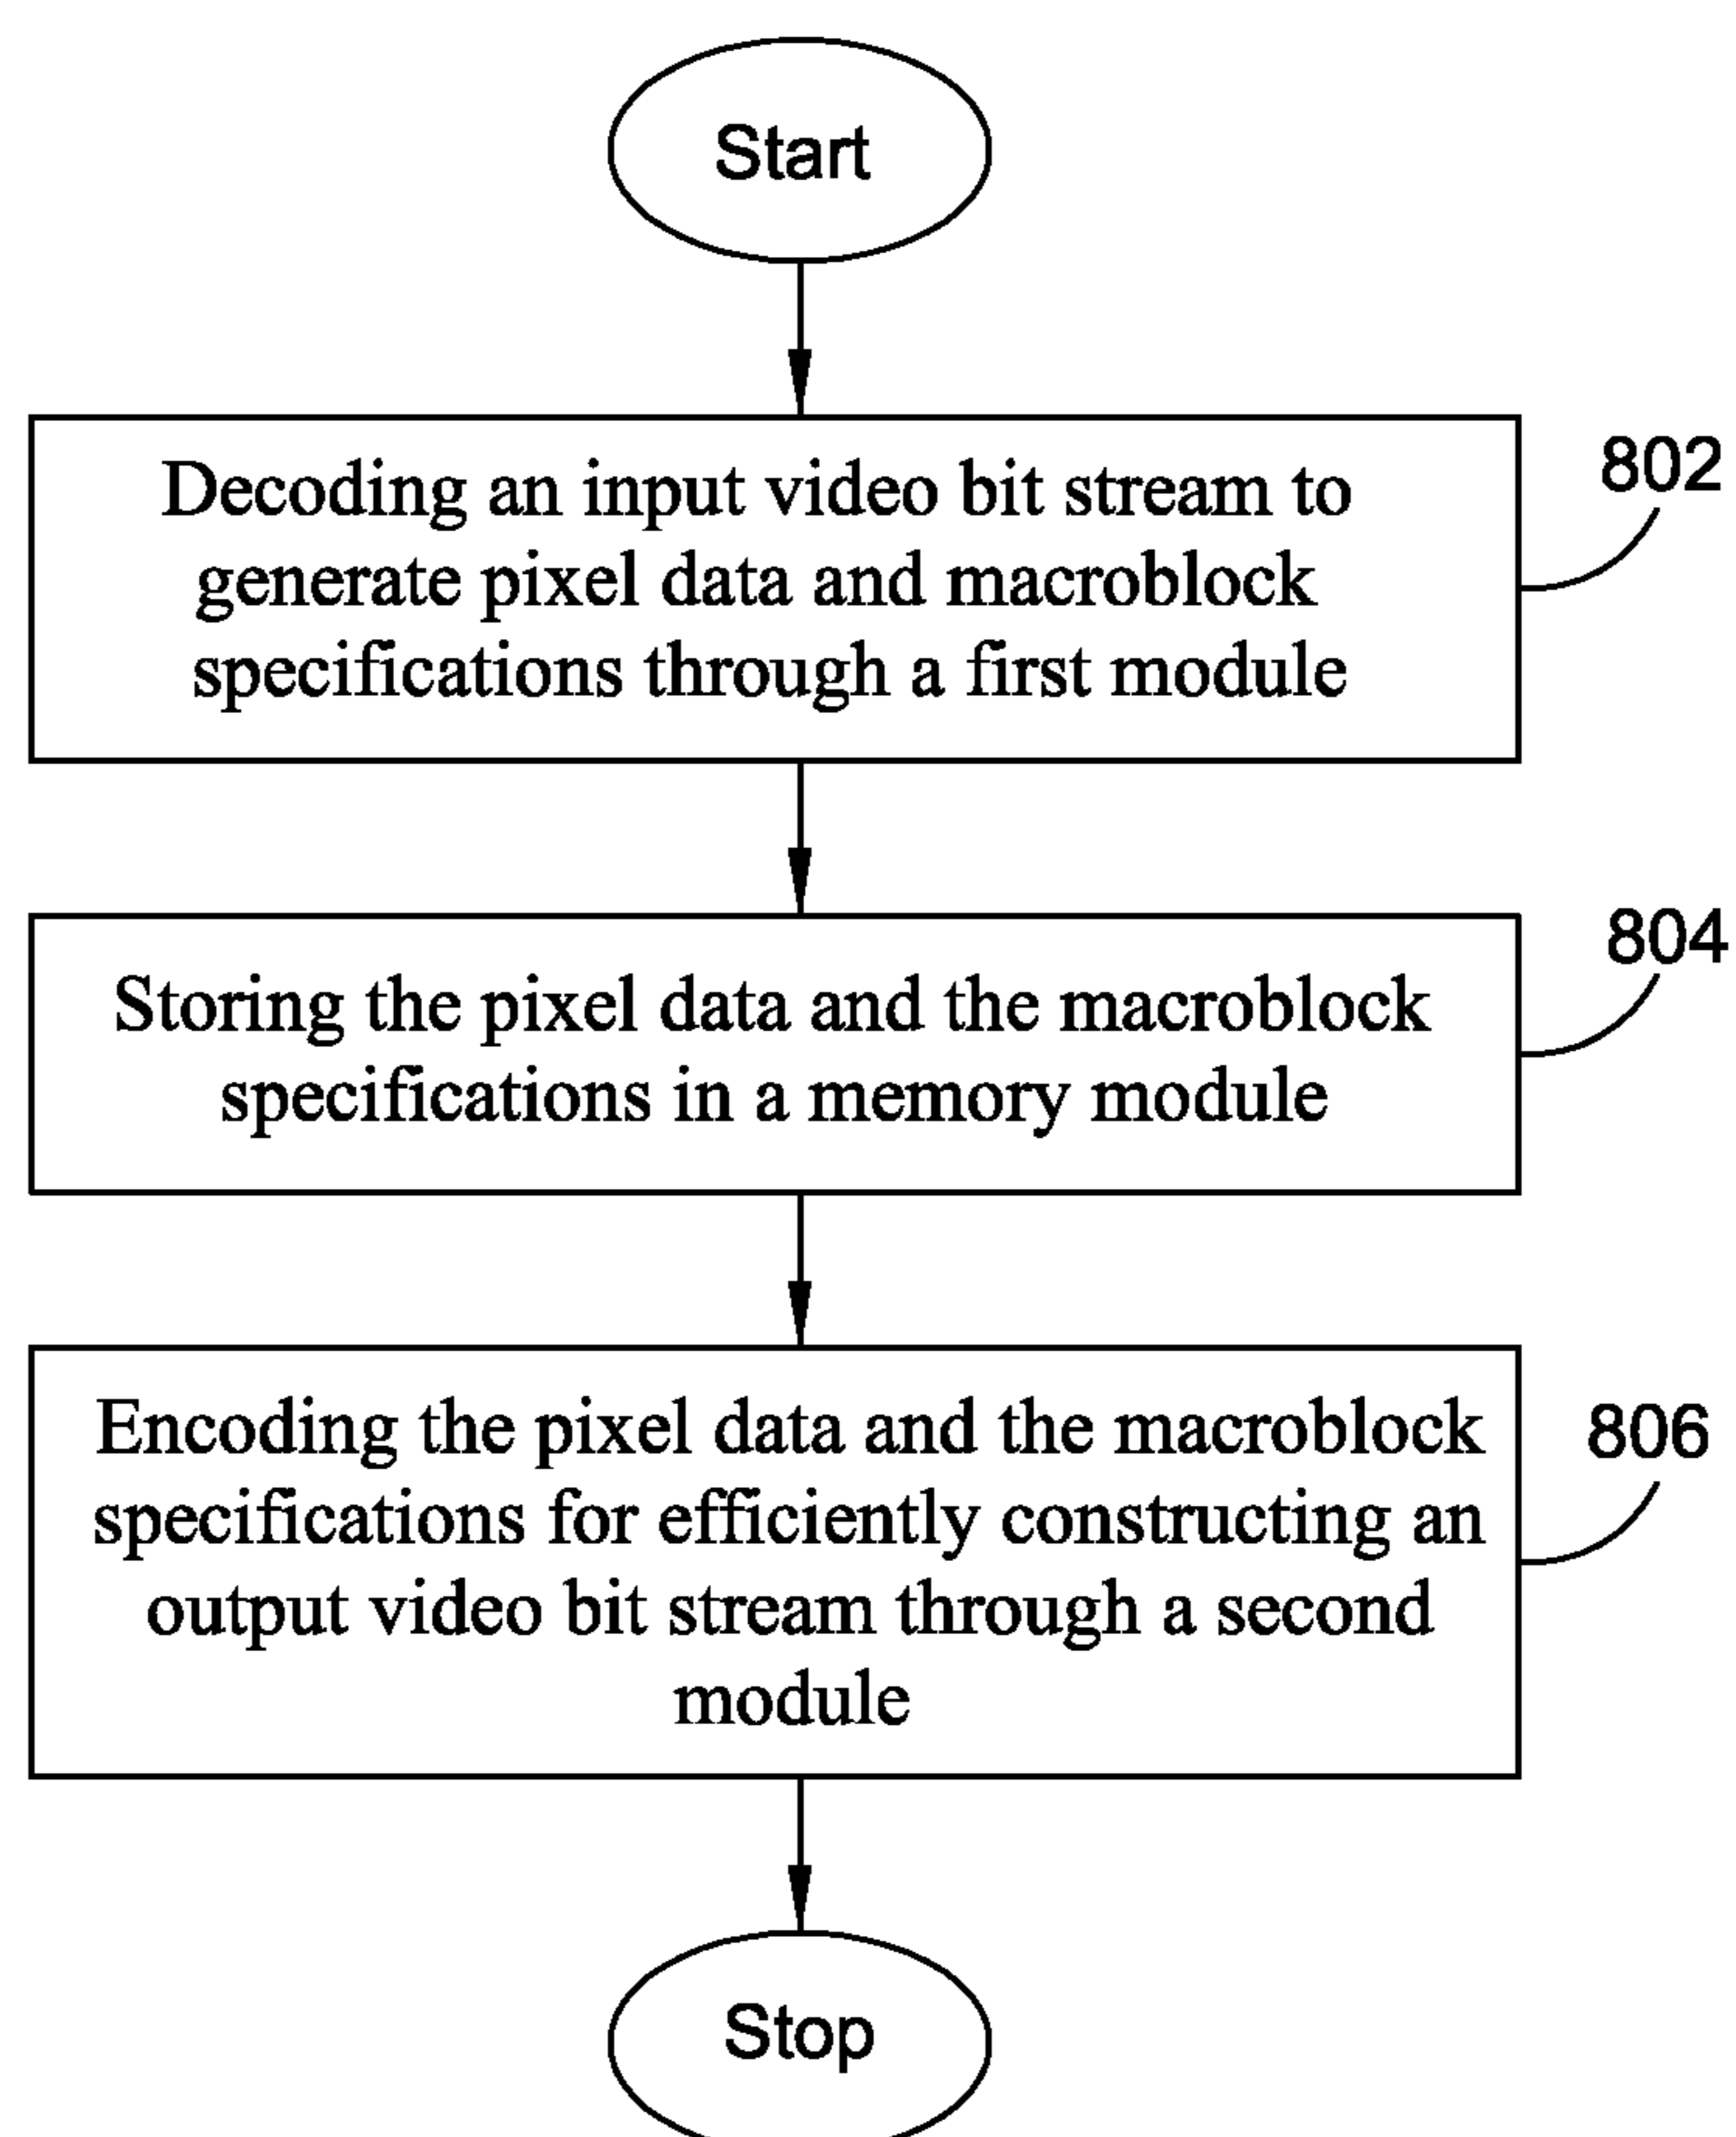 Start
Decoding an input video bit stream to
generate pixel data and macroblock
specifications through a first module
802
Storing the pixel data and the macroblock
specifications in a memory module
804
Encoding the pixel data and the macroblock
specifications for efficiently constructing an
output video bit stream through a second
module
806
Stop